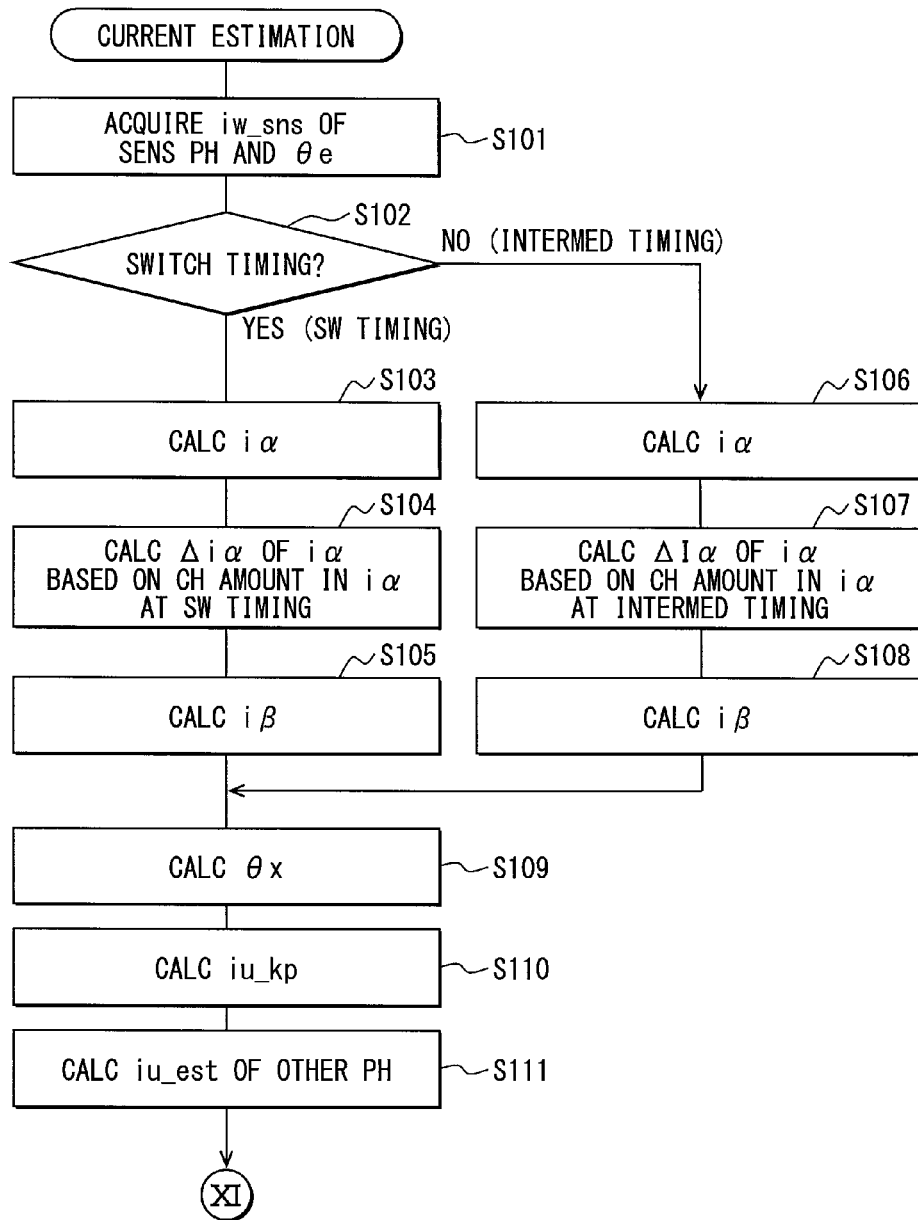 CURRENT ESTIMATION
ACQUIRE iw_sns OF
SENS PH AND θe
S101
S102
SWITCH TIMING?
NO (INTERMED TIMING)
YES (SW TIMING)
S103
CALC iα
S106
CALC iα
S104
CALC Δiα OF iα
BASED ON CH AMOUNT IN iα
AT SW TIMING
S107
CALC ΔIα OF iα
BASED ON CH AMOUNT IN iα
AT INTERMED TIMING
S105
CALC iβ
S108
CALC iβ
CALC θx
S109
CALC iu_kp
S110
CALC iu_est OF OTHER PH
S111
XI